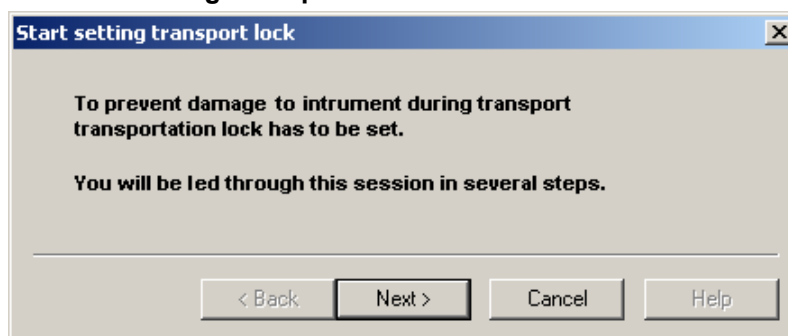 Start setting transport lock
To prevent damage to intrument during transport
transportation lock has to be set.
You will be led through this session in several steps.
< Back
Next >
Cancel
Help